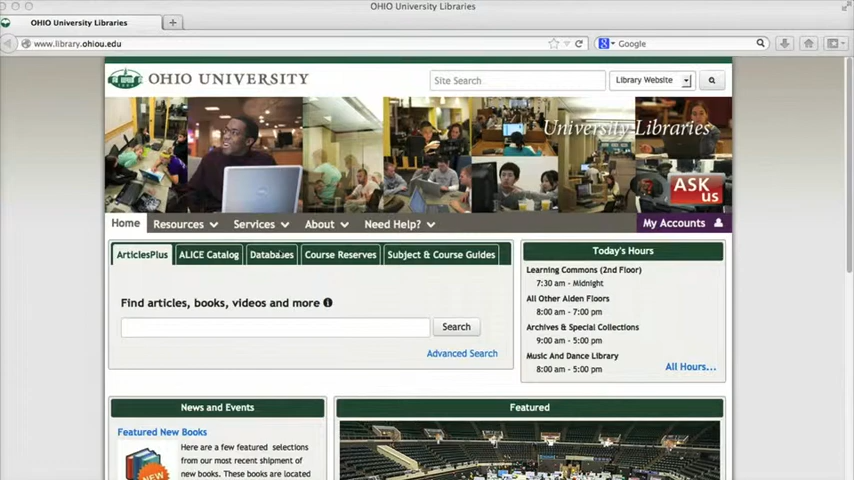 OHIO University Libraries
OHIO University Libraries
www.library.ohiou.edu
Google
OHIO UNIVERSITY
Site Search
Library Website
University Libraries
ASK
us
Home
Resources
Services
About
Need Help?
My Accounts
ArticlesPlus
ALICE Catalog
Databases
Course Reserves
Subject & Course Guides
Find articles, books, videos and more
Search
Advanced Search
Today's Hours
Learning Commons (2nd Floor)
7:30 am - Midnight
All Other Alden Floors
8:00 am - 7:00 pm
Archives & Special Collections
9:00 am - 5:00 pm
Music And Dance Library
8:00 am - 5:00 pm
All Hours...
News and Events
Featured New Books
Here are a few featured selections
from our most recent shipment of
new books. These books are located
NEW
Featured